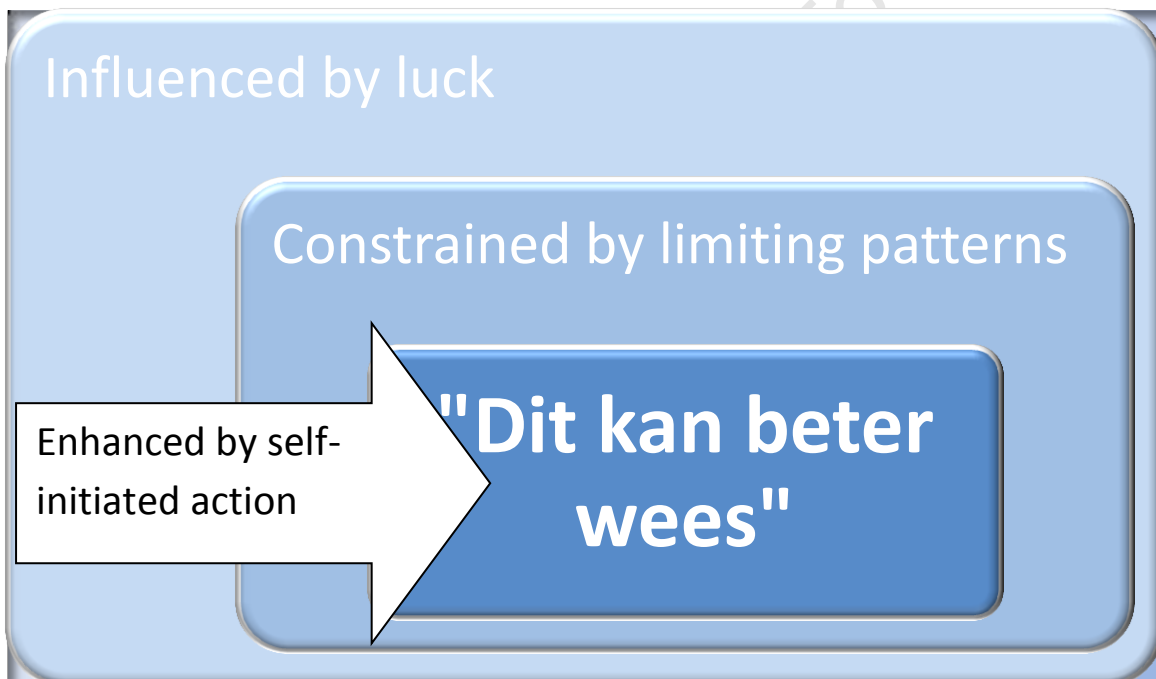 Influenced by luck
Constrained by limiting patterns
"Dit kan beter
wees"
Enhanced by self-
initiated action